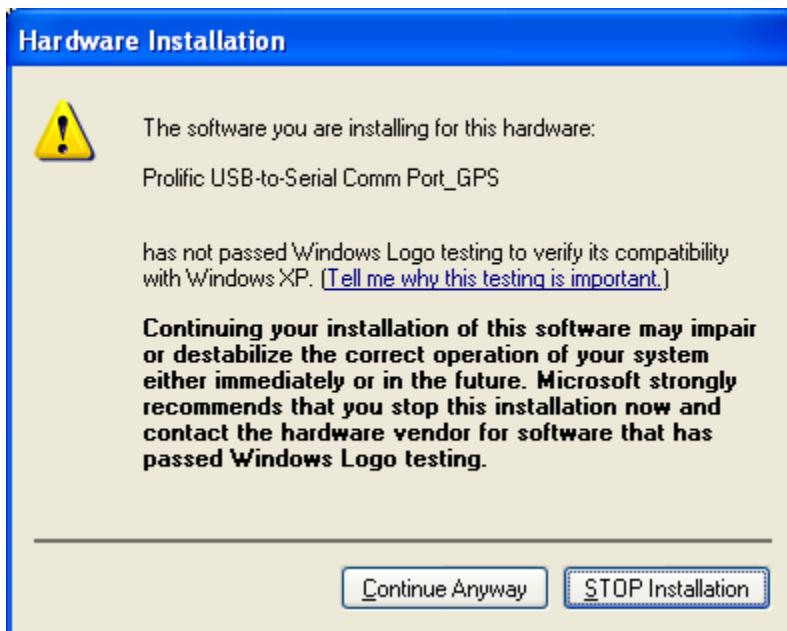 Hardware Installation
The software you are installing for this hardware:
Prolific USB-to-Serial Comm Port_GPS
has not passed Windows Logo testing to verify its compatibility
with Windows XP. (Tell me why this testing is important.)
Continuing your installation of this software may impair
or destabilize the correct operation of your system
either immediately or in the future. Microsoft strongly
recommends that you stop this installation now and
contact the hardware vendor for software that has
passed Windows Logo testing.
Continue Anyway STOP Installation